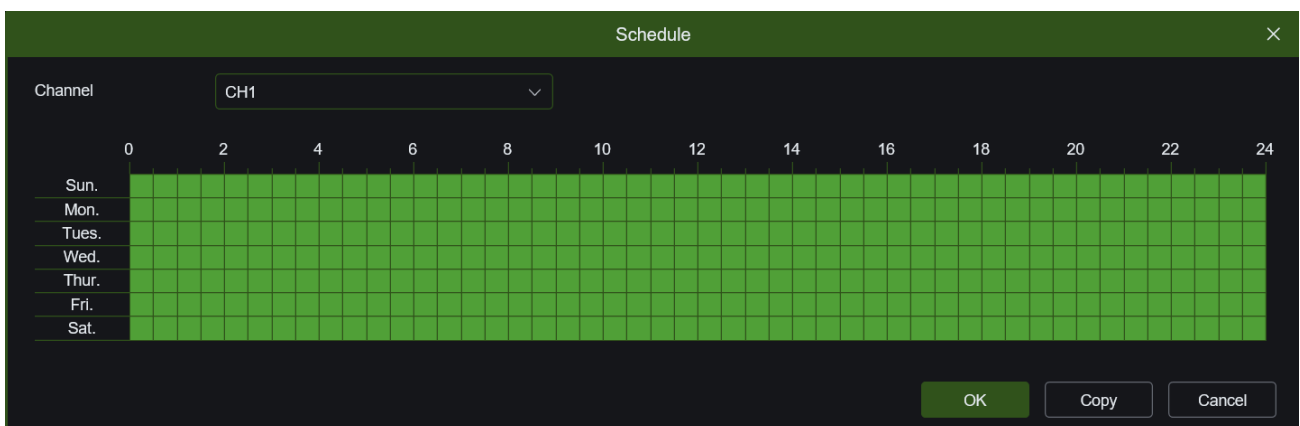 Schedule
Channel CH1
0 2 4 6 8 10 12 14 16 18 20 22 24
Sun.
Mon.
Tues.
Wed.
Thur.
Fri.
Sat.
OK Copy Cancel